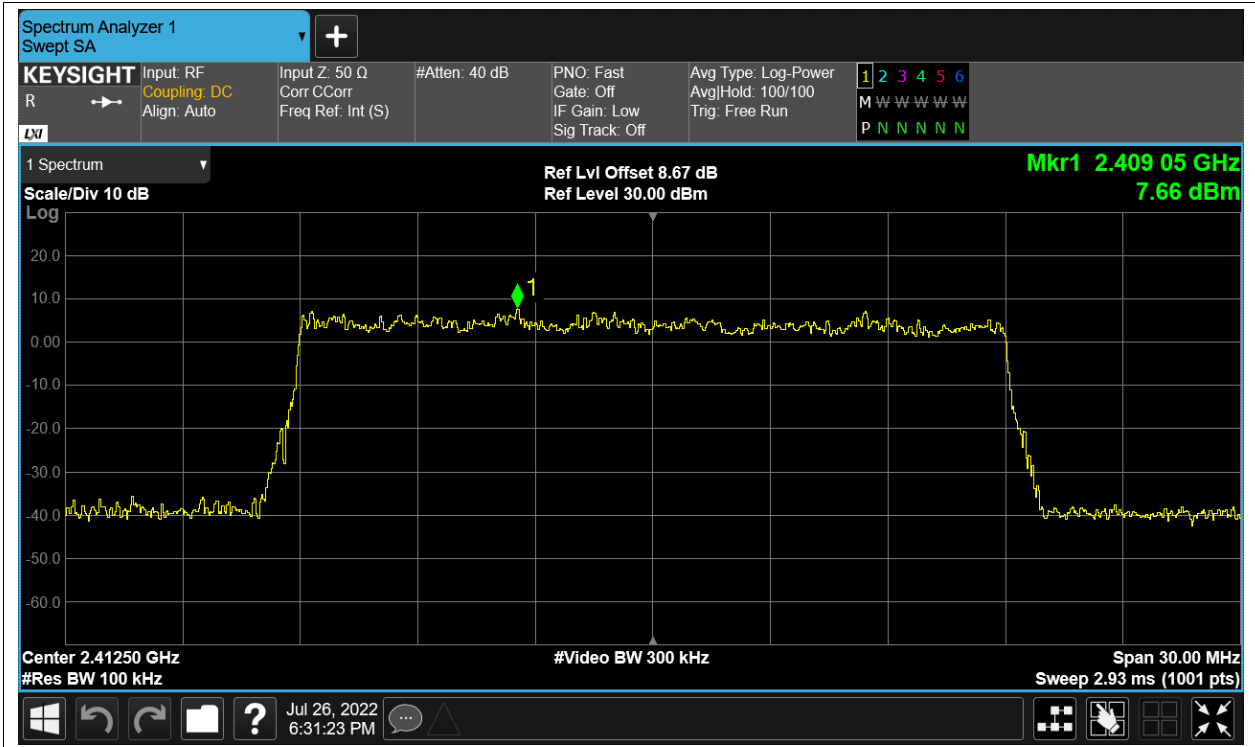 Spectrum Analyzer 1
Swept SA
+
KEYSIGHT
R
LXI
Input: RF
Coupling: DC
Align: Auto
Input Z: 50 Ω
Corr CCorr
Freq Ref: Int (S)
#Atten: 40 dB
PNO: Fast
Gate: Off
IF Gain: Low
Sig Track: Off
Avg Type: Log-Power
Avg|Hold: 100/100
Trig: Free Run
1 2 3 4 5 6
M W W W W W
P N N N N N
1 Spectrum
Scale/Div 10 dB
Log
Ref Lvl Offset 8.67 dB
Ref Level 30.00 dBm
Mkr1 2.409 05 GHz
7.66 dBm
20.0
10.0
1
0.00
-10.0
-20.0
-30.0
-40.0
-50.0
-60.0
Center 2.41250 GHz
#Res BW 100 kHz
#Video BW 300 kHz
Span 30.00 MHz
Sweep 2.93 ms (1001 pts)
?
Jul 26, 2022
6:31:23 PM